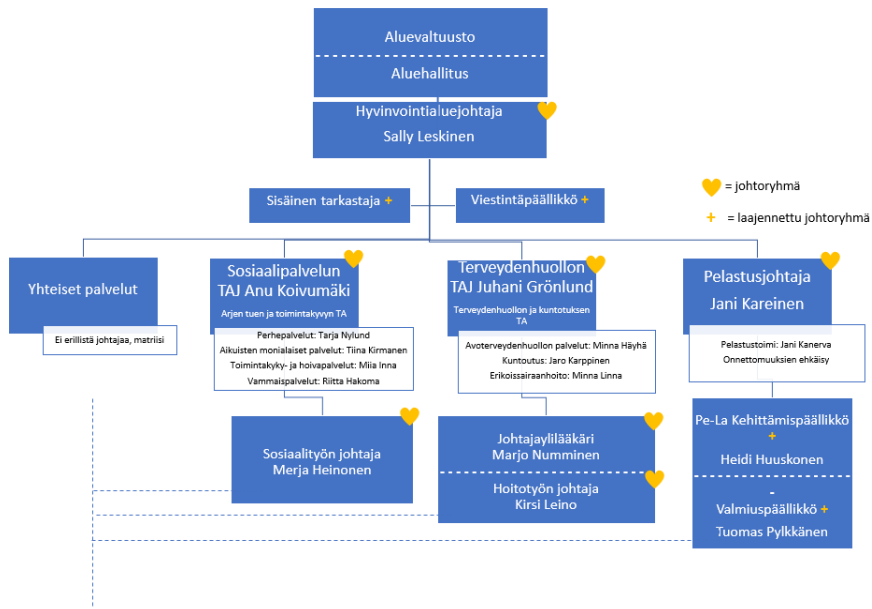 Aluevaltuusto
Aluehallitus
Hyvinvointialuejohtaja
Sally Leskinen
Sisäinen tarkastaja +
Viestintäpäällikkö +
= johtoryhmä
+ = laajennettu johtoryhmä
Yhteiset palvelut
Ei erillistä johtajaa, matriisi
Sosiaalipalvelun
TAJ Anu Koivumäki
Arjen tuen ja toimintakyvyn TA
Perhepalvelut: Tarja Nylund
Aikuisten monialaiset palvelut: Tiina Kirmanen
Toimintakyky- ja hoivapalvelut: Miia Inna
Vammaispalvelut: Riitta Hakoma
Sosiaalityön johtaja
Merja Heinonen
Terveydenhuollon
TAJ Juhani Grönlund
Terveydenhuollon ja kuntotuksen
TA
Avoterveydenhuollon palvelut: Minna Häyhä
Kuntoutus: Jaro Karppinen
Erikoissairaanhoito: Minna Linna
Johtajaylilääkäri
Marjo Numminen
Hoitotyön johtaja
Kirsi Leino
Pelastusjohtaja
Jani Kareinen
Pelastustoimi: Jani Kanerva
Onnettomuuksien ehkäisy
Pe-La Kehittämispäällikkö
+
Heidi Huuskonen
-
Valmiuspäällikkö +
Tuomas Pylkkänen